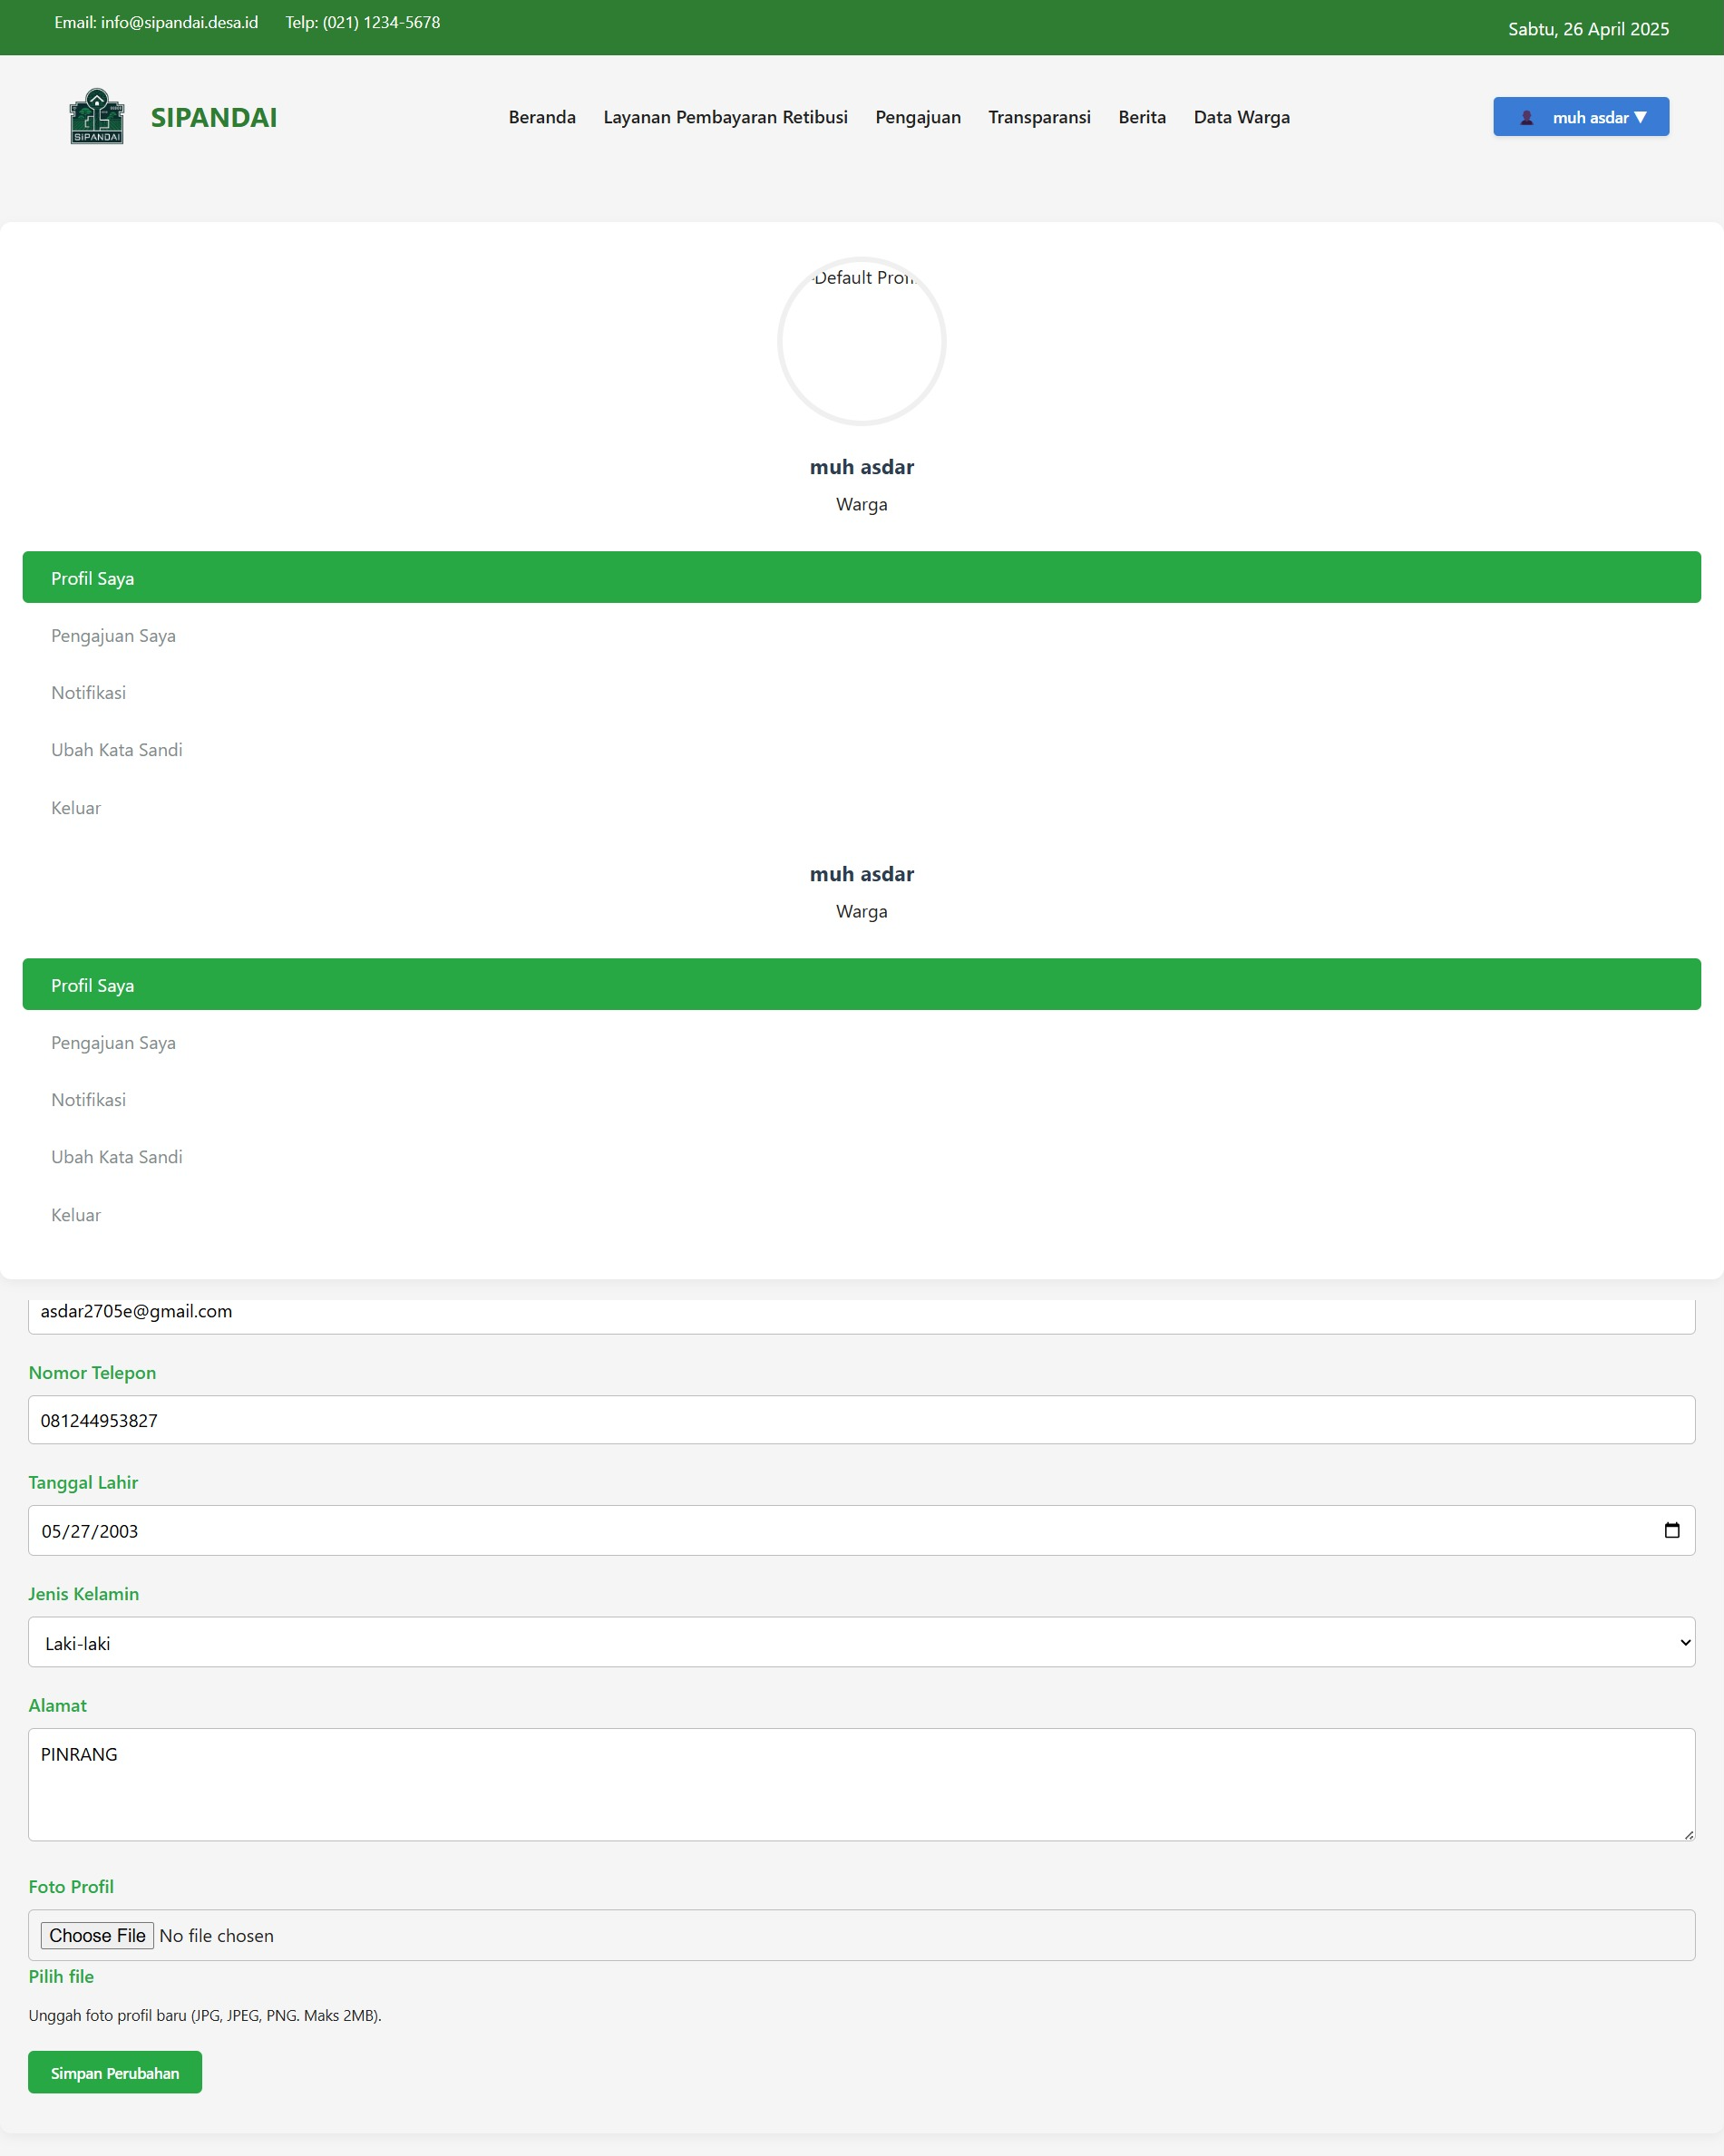 Email: info@sipandai.desa.id Telp: (021) 1234-5678
Sabtu, 26 April 2025
SIPANDAI
SIPANDAI
Beranda Layanan Pembayaran Retibusi Pengajuan Transparansi Berita Data Warga
muh asdar ▼
Default
muh asdar
Warga
Profil Saya
Pengajuan Saya
Notifikasi
Ubah Kata Sandi
Keluar
muh asdar
Warga
Profil Saya
Pengajuan Saya
Notifikasi
Ubah Kata Sandi
Keluar
asdar2705e@gmail.com
Nomor Telepon
081244953827
Tanggal Lahir
05/27/2003
Jenis Kelamin
Laki-laki
Alamat
PINRANG
Foto Profil
Choose File No file chosen
Pilih file
Unggah foto profil baru (JPG, JPEG, PNG. Maks 2MB).
Simpan Perubahan